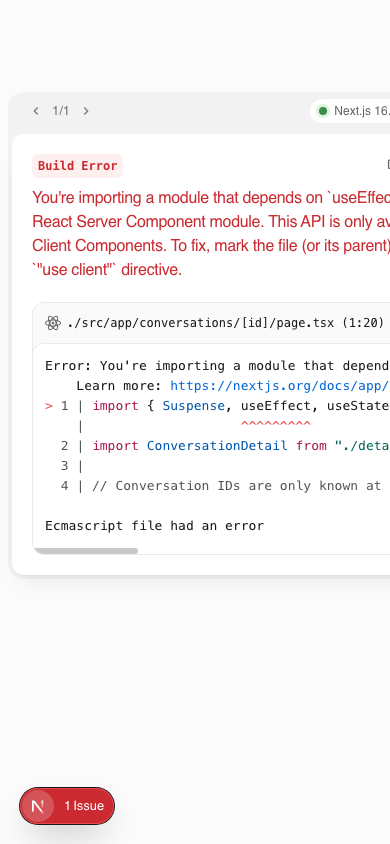 1/1
Next.js 16.
Build Error
You're importing a module that depends on `useEffec
React Server Component module. This API is only av
Client Components. To fix, mark the file (or its parent)
`"use client"` directive.
./src/app/conversations/[id]/page.tsx (1:20)
Error: You're importing a module that depend
Learn more: https://nextjs.org/docs/app/
> 1 | import { Suspense, useEffect, useState
| ^^^^^^^^^
2 | import ConversationDetail from "./deta
3 |
4 | // Conversation IDs are only known at
Ecmascript file had an error
1 Issue